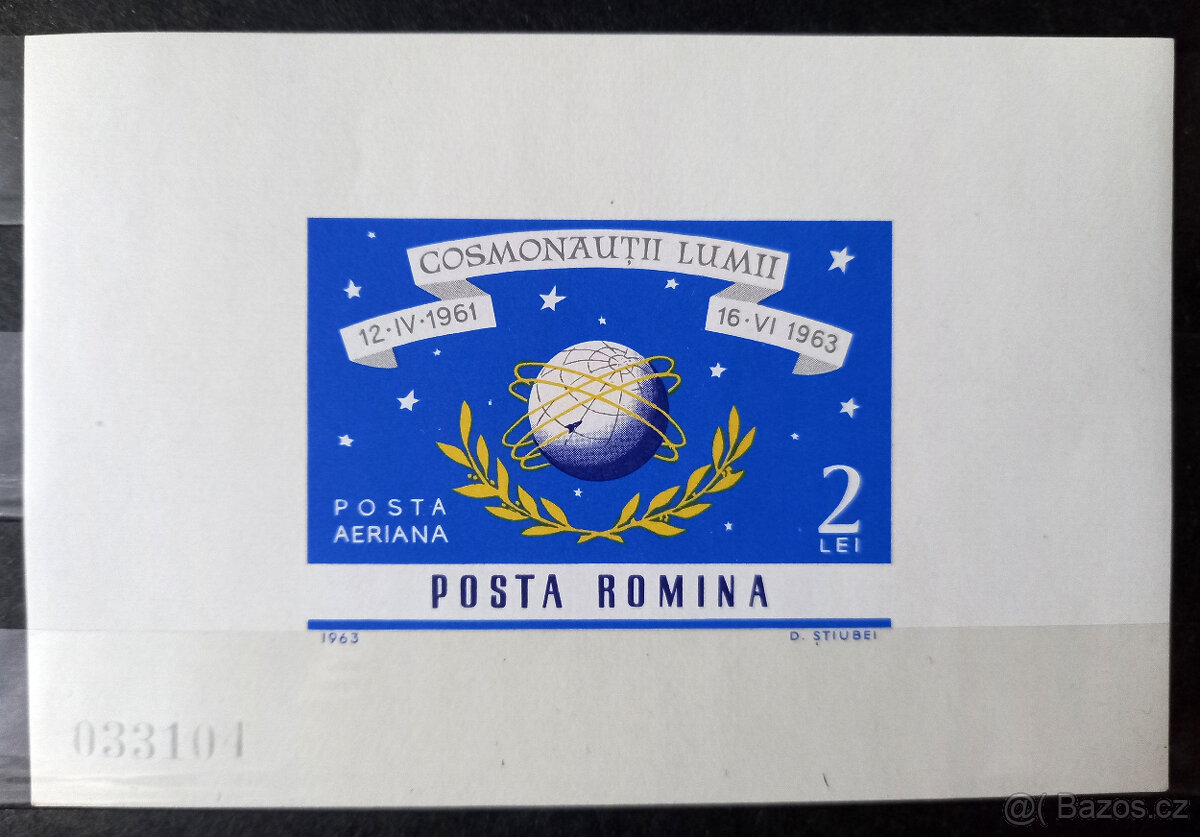 COSMONAUȚII LUMII
12·IV·1961
16·VI 1963
POSTA
AERIANA
2
LEI
POSTA ROMINA
1963
D. ȘTIUBEI
033104
@( Bazos.cz